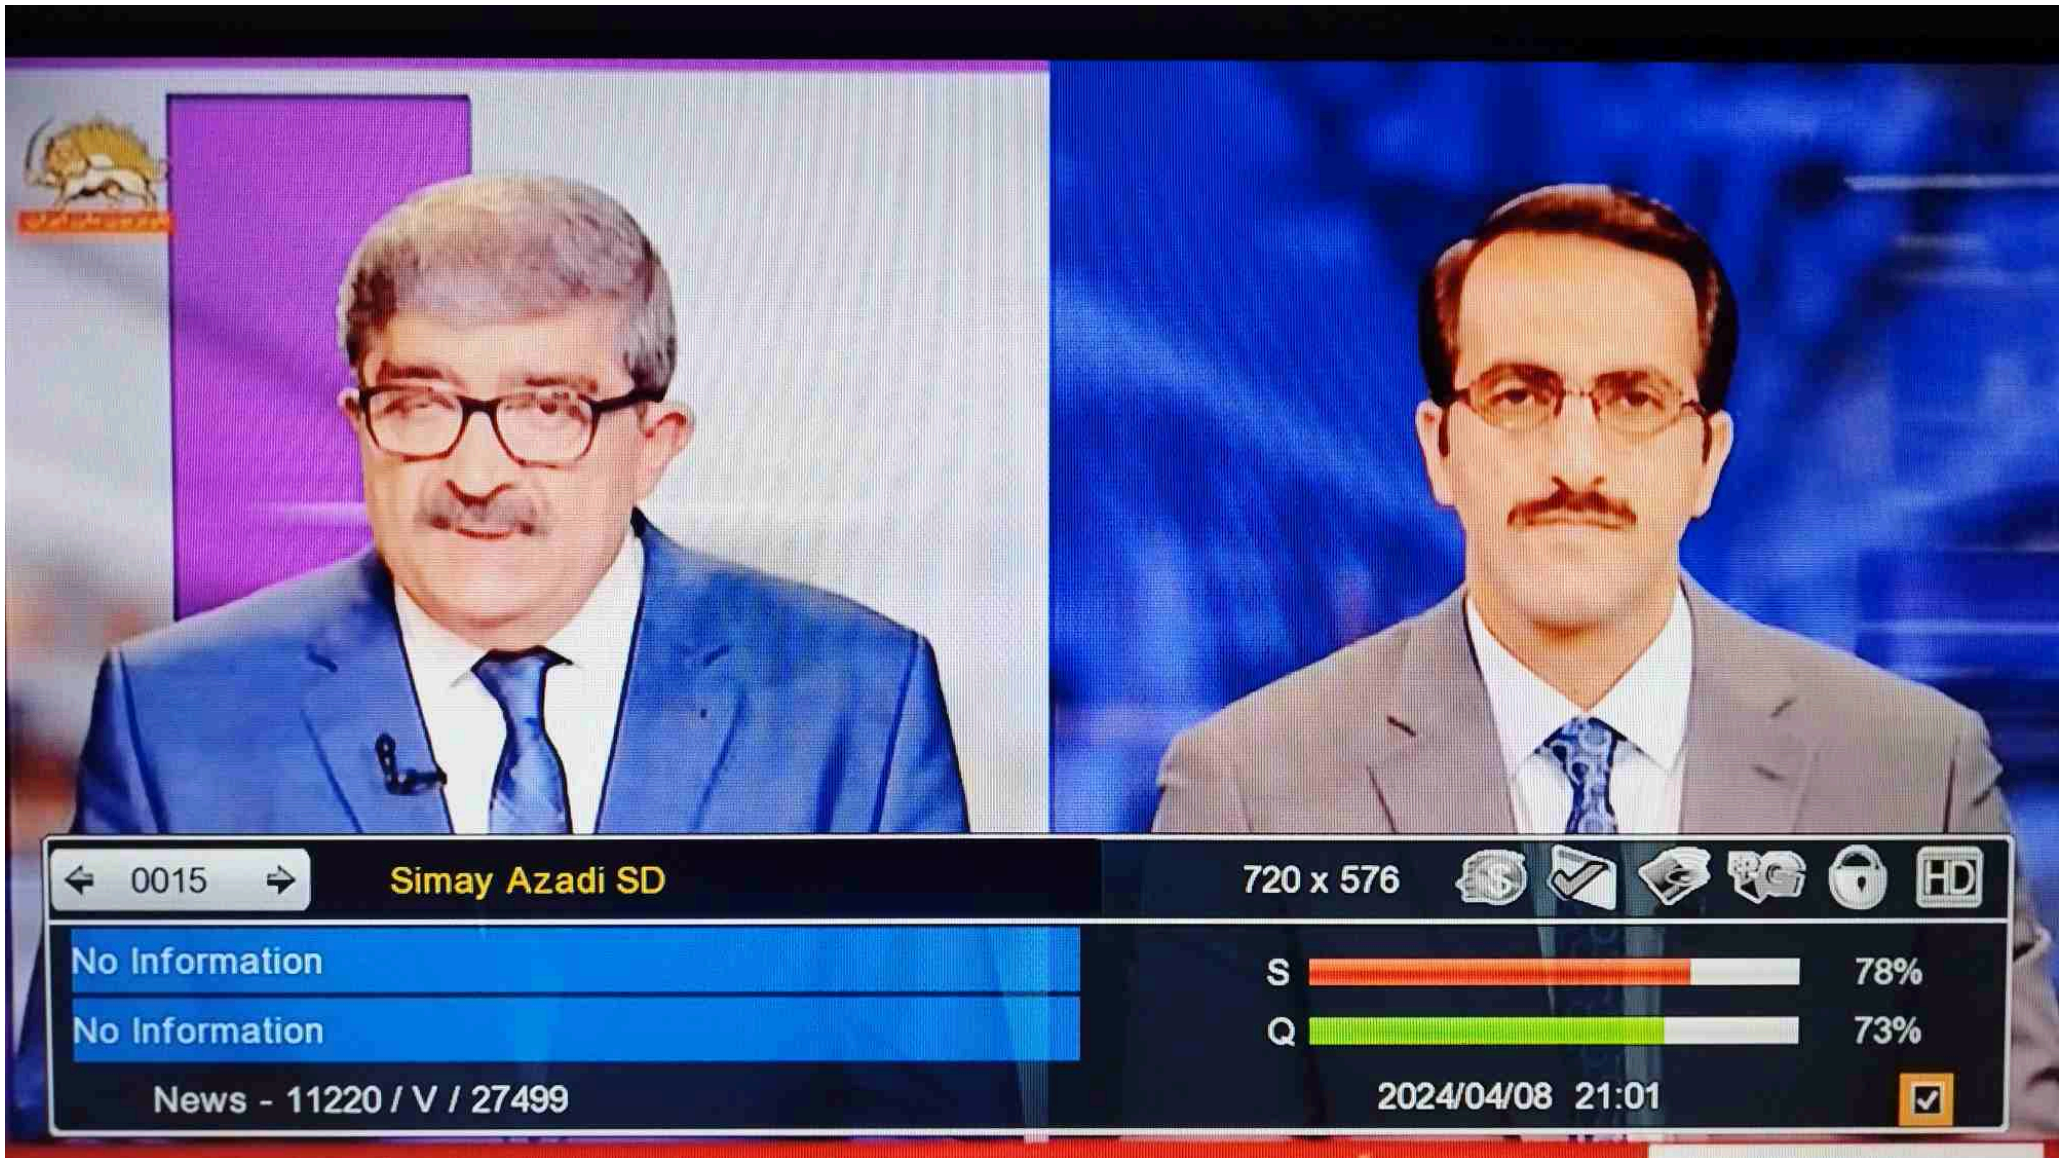 0015
Simay Azadi SD
720 x 576
HD
No Information
No Information
S 78%
Q 73%
News - 11220 / V / 27499
2024/04/08 21:01